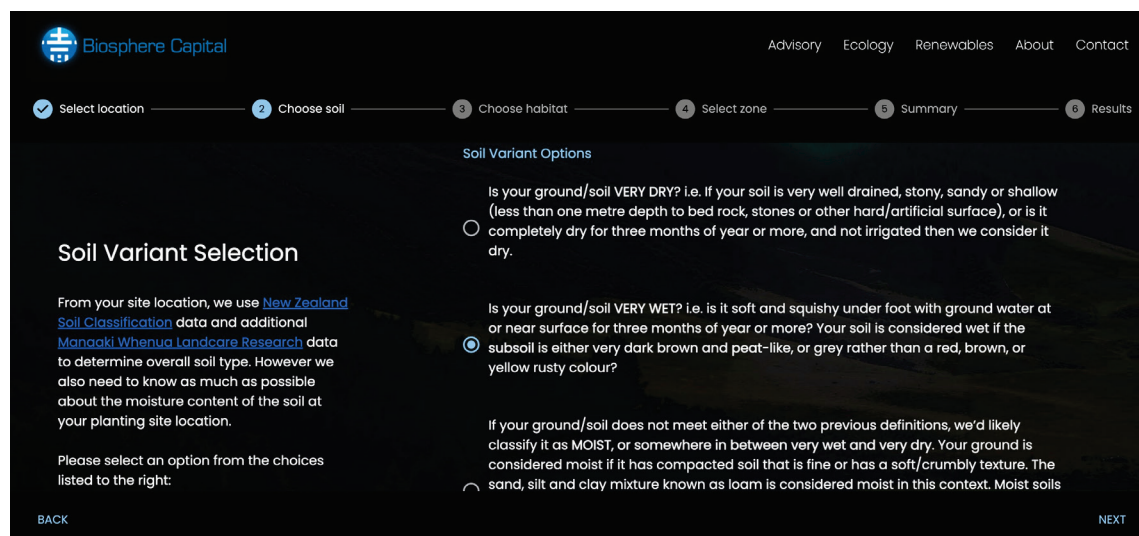 Biosphere Capital
Advisory Ecology Renewables About Contact
Select location 2 Choose soil 3 Choose habitat 4 Select zone 5 Summary 6 Results
Soil Variant Selection
From your site location, we use New Zealand
Soil Classification data and additional
Manaaki Whenua Landcare Research data
to determine overall soil type. However we
also need to know as much as possible
about the moisture content of the soil at
your planting site location.
Please select an option from the choices
listed to the right:
Soil Variant Options
Is your ground/soil VERY DRY? i.e. If your soil is very well drained, stony, sandy or shallow
(less than one metre depth to bed rock, stones or other hard/artificial surface), or is it
completely dry for three months of year or more, and not irrigated then we consider it
dry.
Is your ground/soil VERY WET? i.e. is it soft and squishy under foot with ground water at
or near surface for three months of year or more? Your soil is considered wet if the
subsoil is either very dark brown and peat-like, or grey rather than a red, brown, or
yellow rusty colour?
If your ground/soil does not meet either of the two previous definitions, we'd likely
classify it as MOIST, or somewhere in between very wet and very dry. Your ground is
considered moist if it has compacted soil that is fine or has a soft/crumbly texture. The
sand, silt and clay mixture known as loam is considered moist in this context. Moist soils
BACK
NEXT